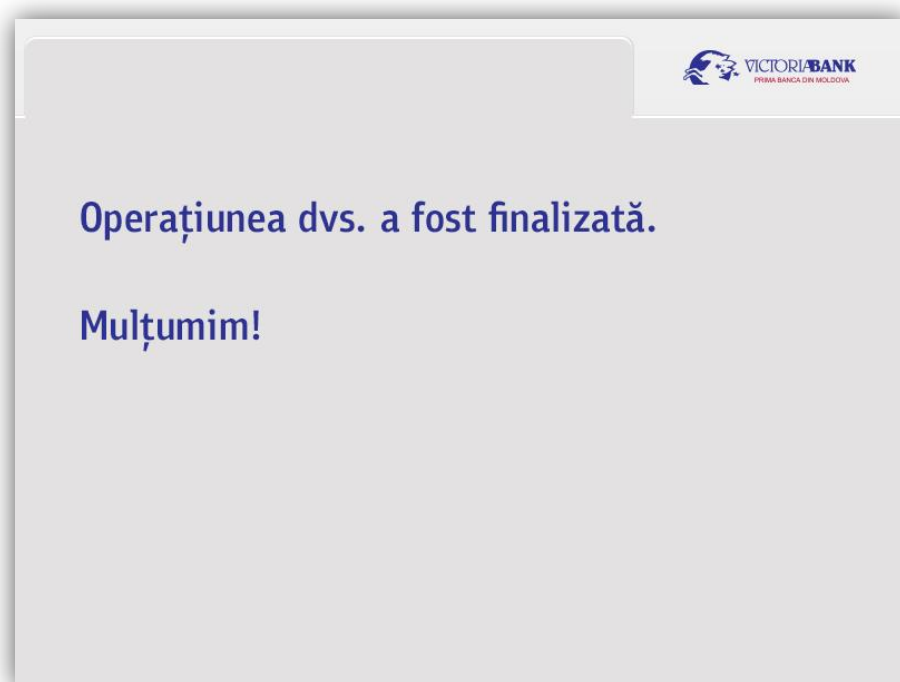 VICTORIABANK
PRIMA BANCA DIN MOLDOVA
Operațiunea dvs. a fost finalizată.
Mulțumim!